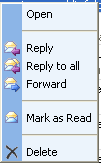 Open
Reply
Reply to all
Forward
Mark as Read
Delete